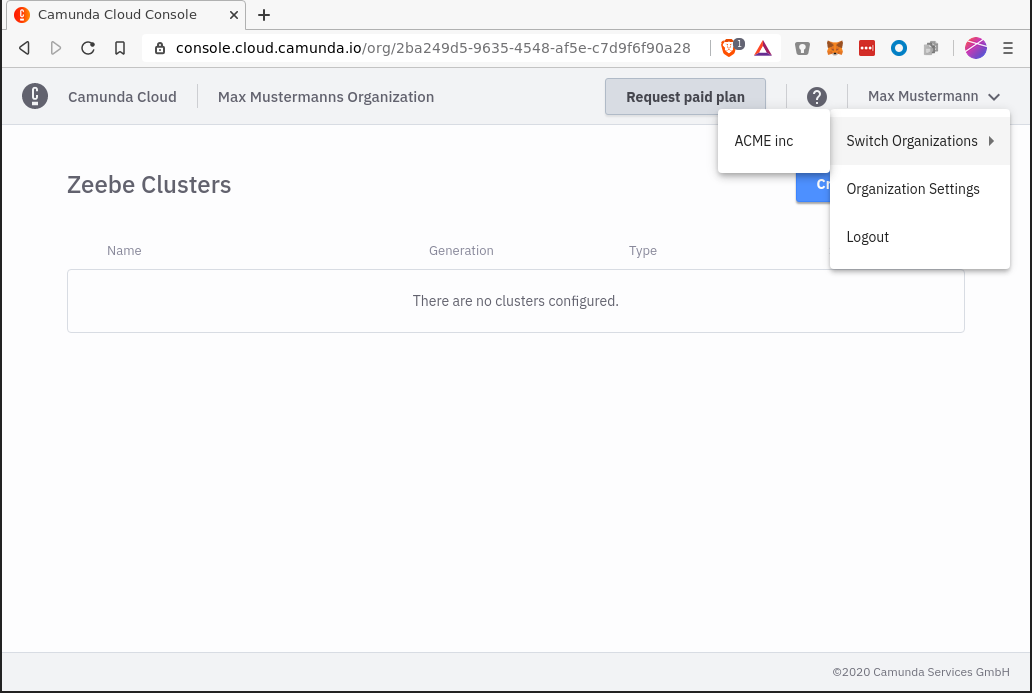 Camunda Cloud Console
console.cloud.camunda.io/org/2ba249d5-9635-4548-af5e-c7d9f6f90a28
1
Camunda Cloud
Max Mustermanns Organization
Request paid plan
?
Max Mustermann
ACME inc
Switch Organizations
Organization Settings
Logout
Zeebe Clusters
Cr
Name
Generation
Type
There are no clusters configured.
©2020 Camunda Services GmbH